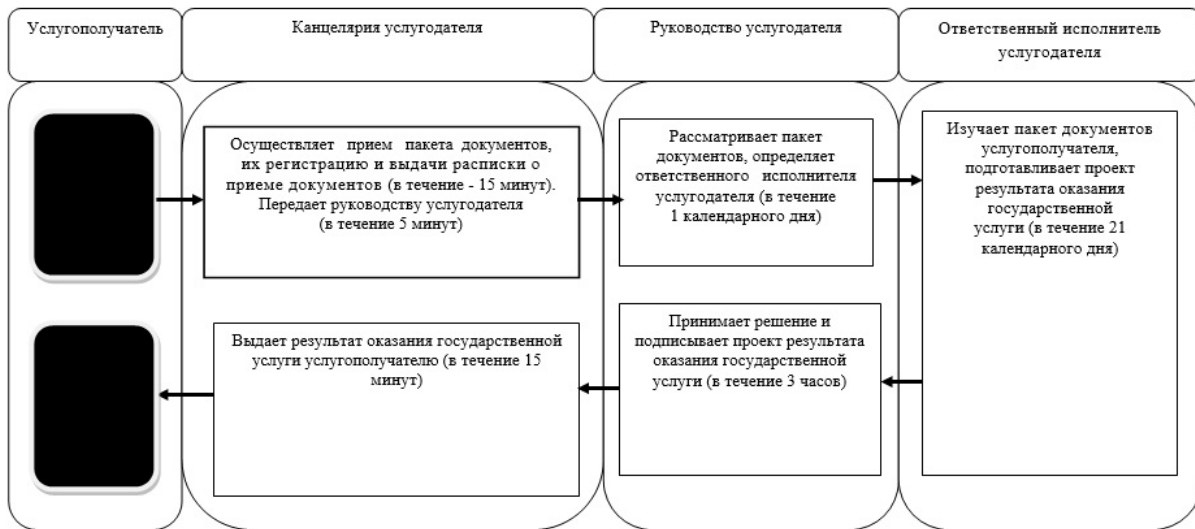 Услугополучатель
Канцелярия услугодателя
Руководство услугодателя
Ответственный исполнитель
услугодателя
Осуществляет прием пакета документов,
их регистрацию и выдачи расписки о
приеме документов (в течение - 15 минут).
Передает руководству услугодателя
(в течение 5 минут)
Рассматривает пакет
документов, определяет
ответственного исполнителя
услугодателя (в течение
1 календарного дня)
Изучает пакет документов
услугополучателя,
подготавливает проект
результата оказания
государственной
услуги (в течение 21
календарного дня)
Выдает результат оказания государственной
услуги услугополучателю (в течение 15
минут)
Принимает решение и
подписывает проект результата
оказания государственной
услуги (в течение 3 часов)